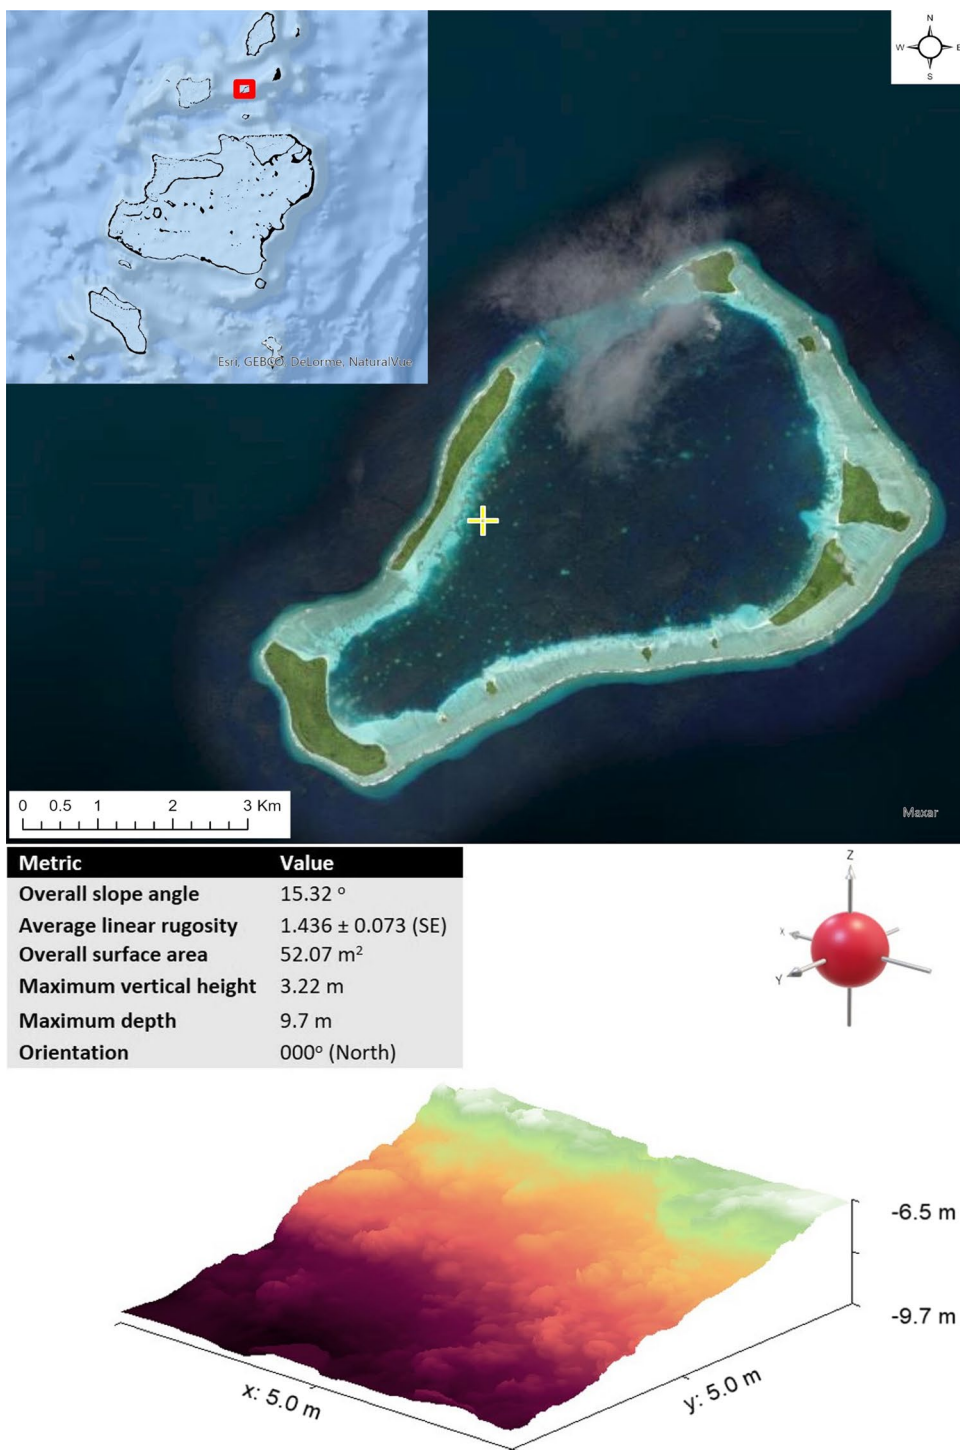 N
W E
S
Esri, GEBCO, DeLorme, NaturalVue
0 0.5 1 2 3 Km
Maxar
Metric Value
Overall slope angle 15.32 º
Average linear rugosity 1.436 ± 0.073 (SE)
Overall surface area 52.07 m²
Maximum vertical height 3.22 m
Maximum depth 9.7 m
Orientation 000º (North)
Z
X
Y
-6.5 m
-9.7 m
x: 5.0 m
y: 5.0 m